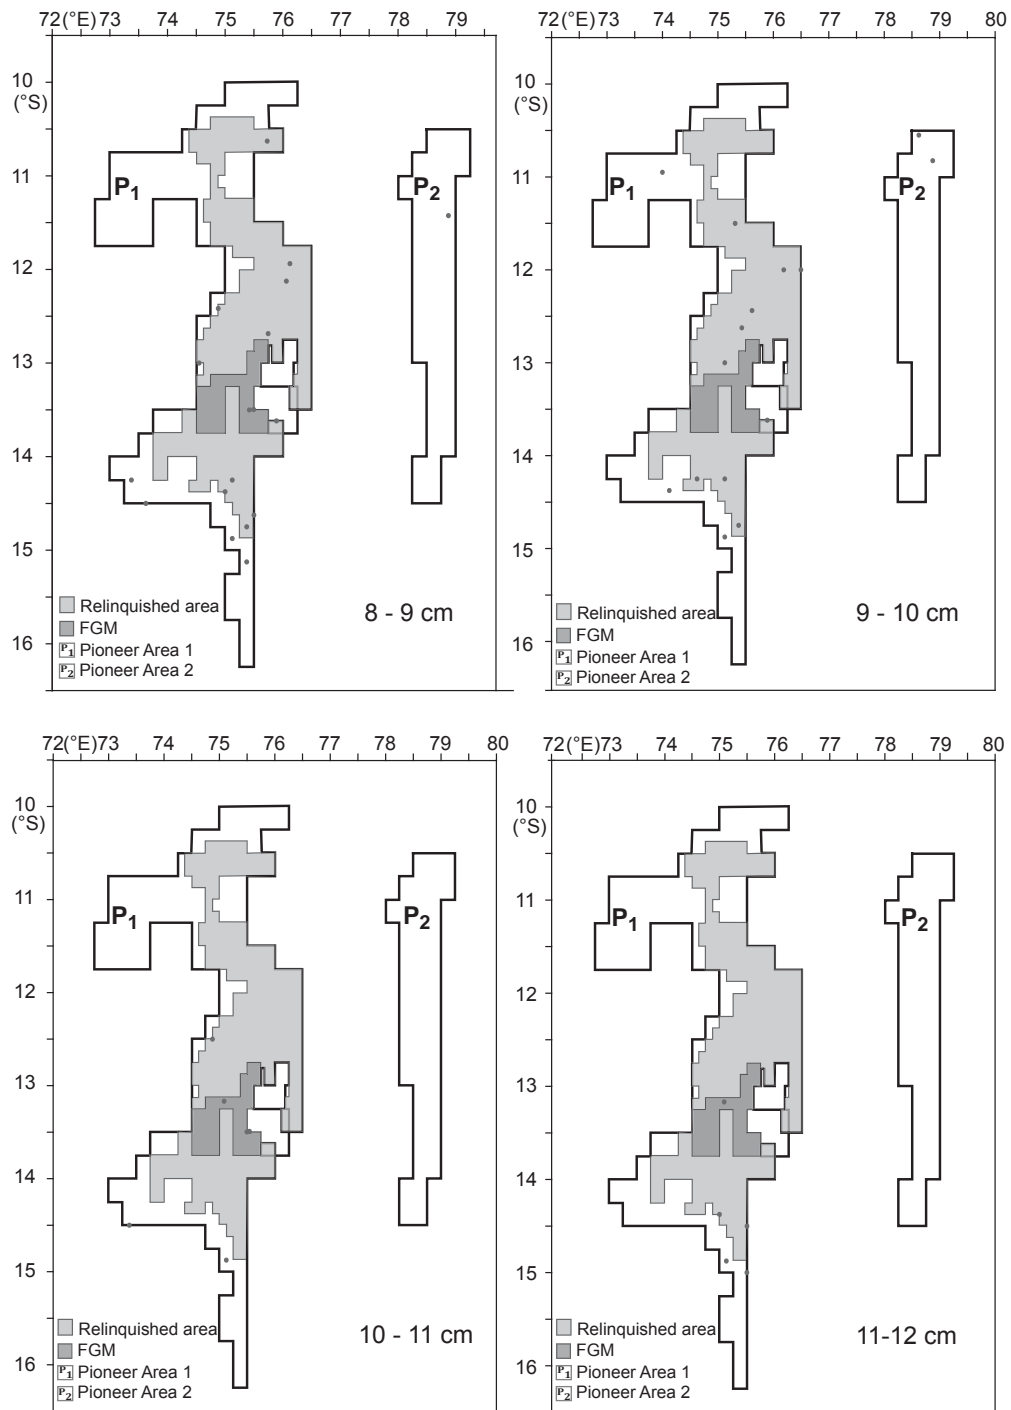 72(°E)73 74 75 76 77 78 79
10
(°S)
11
12
13
14
15
16
P1
P2
8 - 9 cm
Relinquished area
FGM
P1 Pioneer Area 1
P2 Pioneer Area 2
72(°E) 73 74 75 76 77 78 79 80
10
(°S)
11
12
13
14
15
16
P1
P2
9 - 10 cm
Relinquished area
FGM
P1 Pioneer Area 1
P2 Pioneer Area 2
72(°E)73 74 75 76 77 78 79 80
10
(°S)
11
12
13
14
15
16
P1
P2
10 - 11 cm
Relinquished area
FGM
P1 Pioneer Area 1
P2 Pioneer Area 2
72(°E)73 74 75 76 77 78 79 80
10
(°S)
11
12
13
14
15
16
P1
P2
11-12 cm
Relinquished area
FGM
P1 Pioneer Area 1
P2 Pioneer Area 2